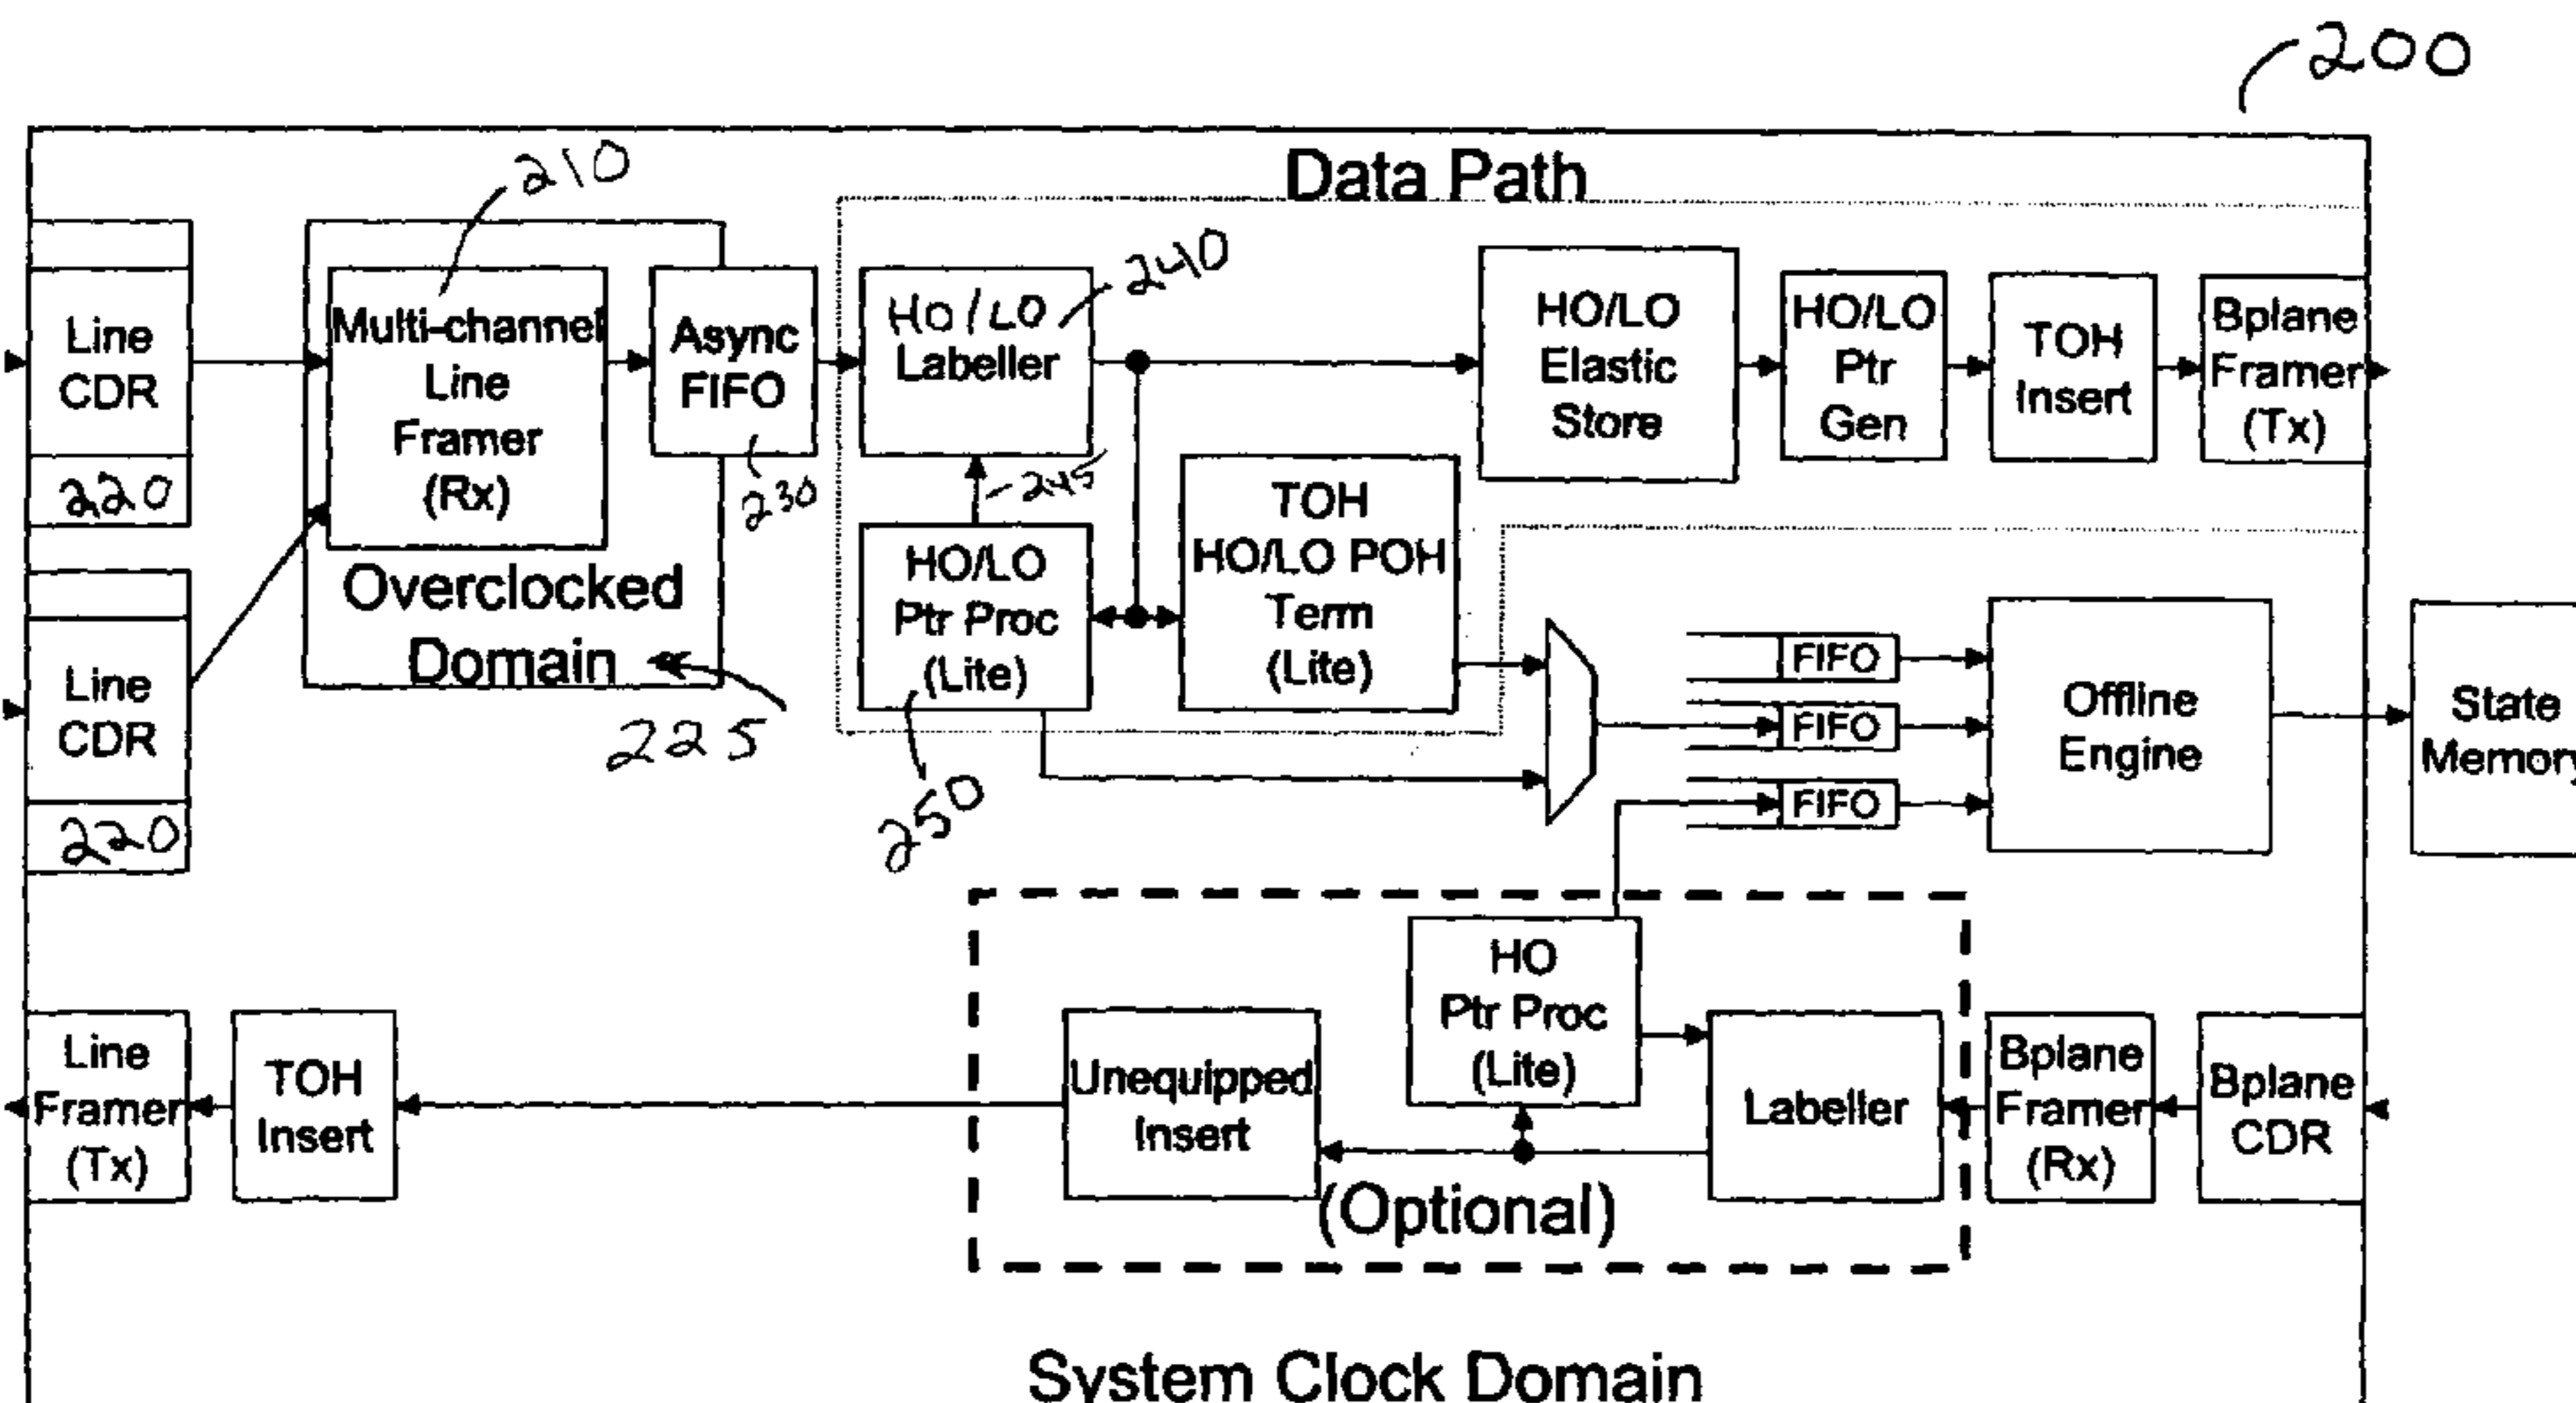 200
Data Path
210
Line
CDR
220
Multi-channel
Line
Framer
(Rx)
Async
FIFO
230
HO/LO
Labeller
240
245
HO/LO
Elastic
Store
HO/LO
Ptr
Gen
TOH
Insert
Bplane
Framer
(Tx)
Overclocked
Domain
225
HO/LO
Ptr Proc
(Lite)
250
TOH
HO/LO POH
Term
(Lite)
Line
CDR
220
FIFO
FIFO
FIFO
Offline
Engine
State
Memory
Line
Framer
(Tx)
TOH
Insert
Unequipped
Insert
HO
Ptr Proc
(Lite)
Labeller
(Optional)
Bplane
Framer
(Rx)
Bplane
CDR
System Clock Domain